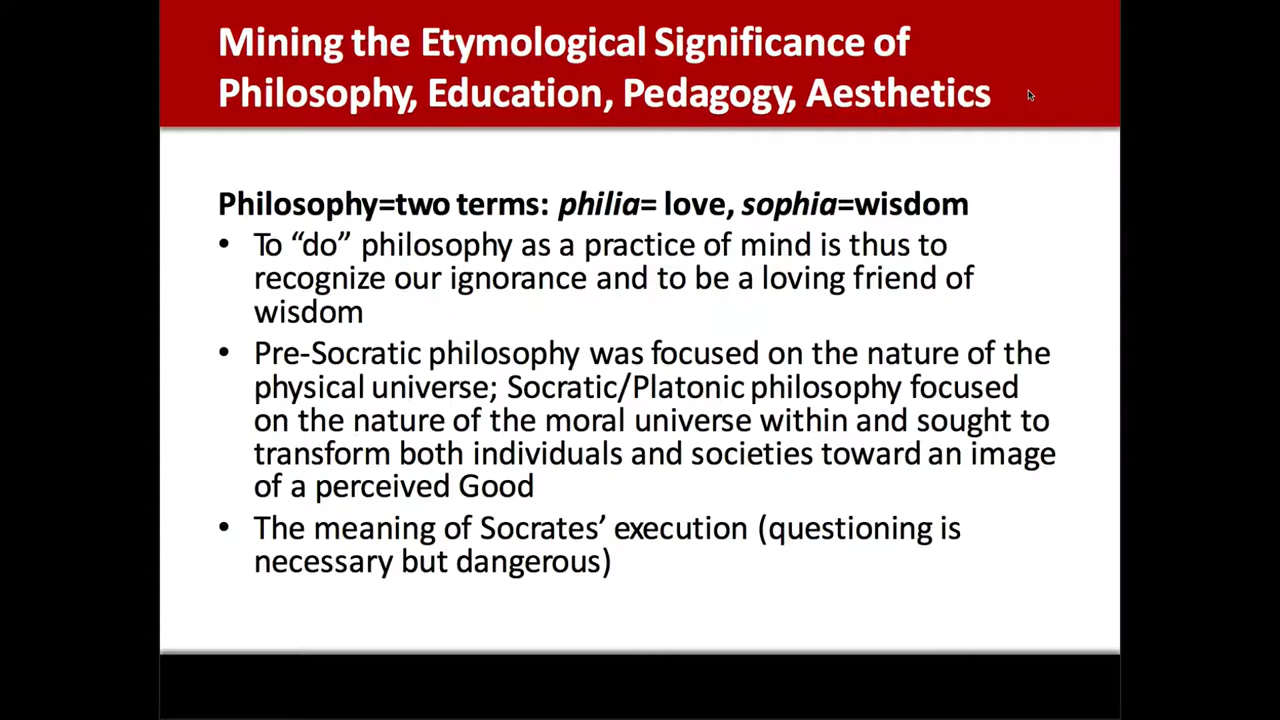 Mining the Etymological Significance of
Philosophy, Education, Pedagogy, Aesthetics
Philosophy=two terms: philia= love, sophia=wisdom
• To “do” philosophy as a practice of mind is thus to
recognize our ignorance and to be a loving friend of
wisdom
• Pre-Socratic philosophy was focused on the nature of the
physical universe; Socratic/Platonic philosophy focused
on the nature of the moral universe within and sought to
transform both individuals and societies toward an image
of a perceived Good
• The meaning of Socrates’ execution (questioning is
necessary but dangerous)